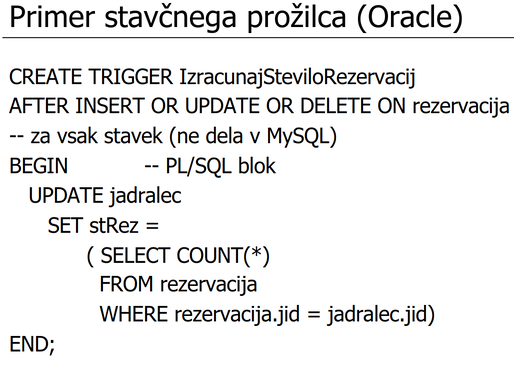 Primer stavčnega prožilca (Oracle)
CREATE TRIGGER IzracunajSteviloRezervacij
AFTER INSERT OR UPDATE OR DELETE ON rezervacija
-- za vsak stavek (ne dela v MySQL)
BEGIN -- PL/SQL blok
UPDATE jadralec
SET stRez =
( SELECT COUNT(*)
FROM rezervacija
WHERE rezervacija.jid = jadralec.jid)
END;